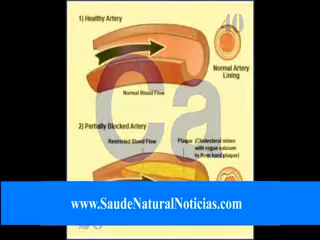 1) Healthy Artery
40
Ca
Normal Artery
Lining
Normal Blood Flow
2) Partially Blocked Artery
Restricted Blood Flow
Plaque (Cholesterol mixes
with rogue calcium
to form hard plaque)
www.SaudeNaturalNoticias.com